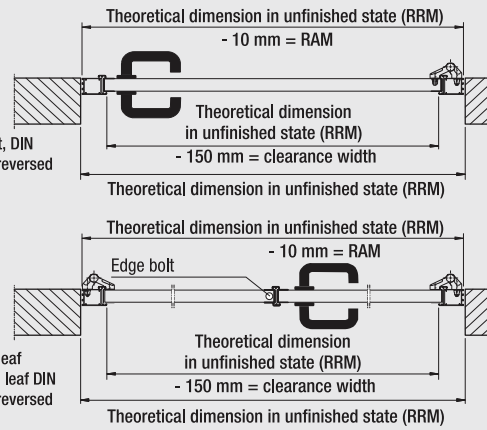 Theoretical dimension in unfinished state (RRM)
- 10 mm = RAM
Theoretical dimension
in unfinished state (RRM)
- 150 mm = clearance width
, DIN
reversed
Theoretical dimension in unfinished state (RRM)
Theoretical dimension in unfinished state (RRM)
- 10 mm = RAM
Edge bolt
Theoretical dimension
in unfinished state (RRM)
- 150 mm = clearance width
leaf DIN
reversed
Theoretical dimension in unfinished state (RRM)